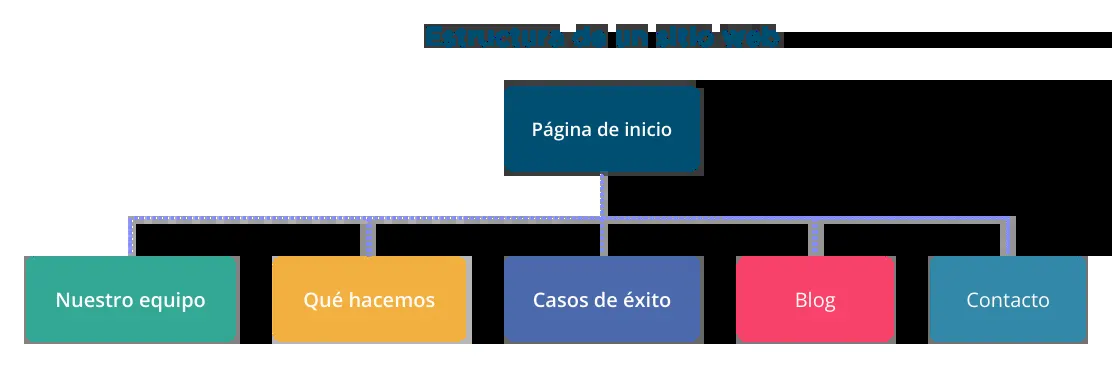 Estructura de un sitio web
Página de inicio
Nuestro equipo
Qué hacemos
Casos de éxito
Blog
Contacto